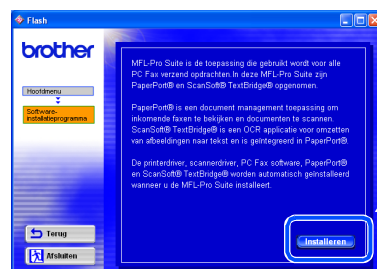 Flash
brother
Hoofdmenu
Software-
installatieprogramma
MFL-Pro Suite is de toepassing die gebruikt wordt voor alle
PC Fax verzend opdrachten.In deze MFL-Pro Suite zijn
PaperPort® en ScanSoft® TextBridge® opgenomen.
PaperPort® is een document management toepassing om
inkomende faxen te bekijken en documenten te scannen.
ScanSoft® TextBridge® is een OCR applicatie voor omzetten
van afbeeldingen naar tekst en is geïntegreerd in PaperPort®.
De printerdriver, scannerdriver, PC Fax software, PaperPort®
en ScanSoft® TextBridge® worden automatisch geïnstalleerd
wanneer u de MFL-Pro Suite installeert.
Terug
Afsluiten
Installeren